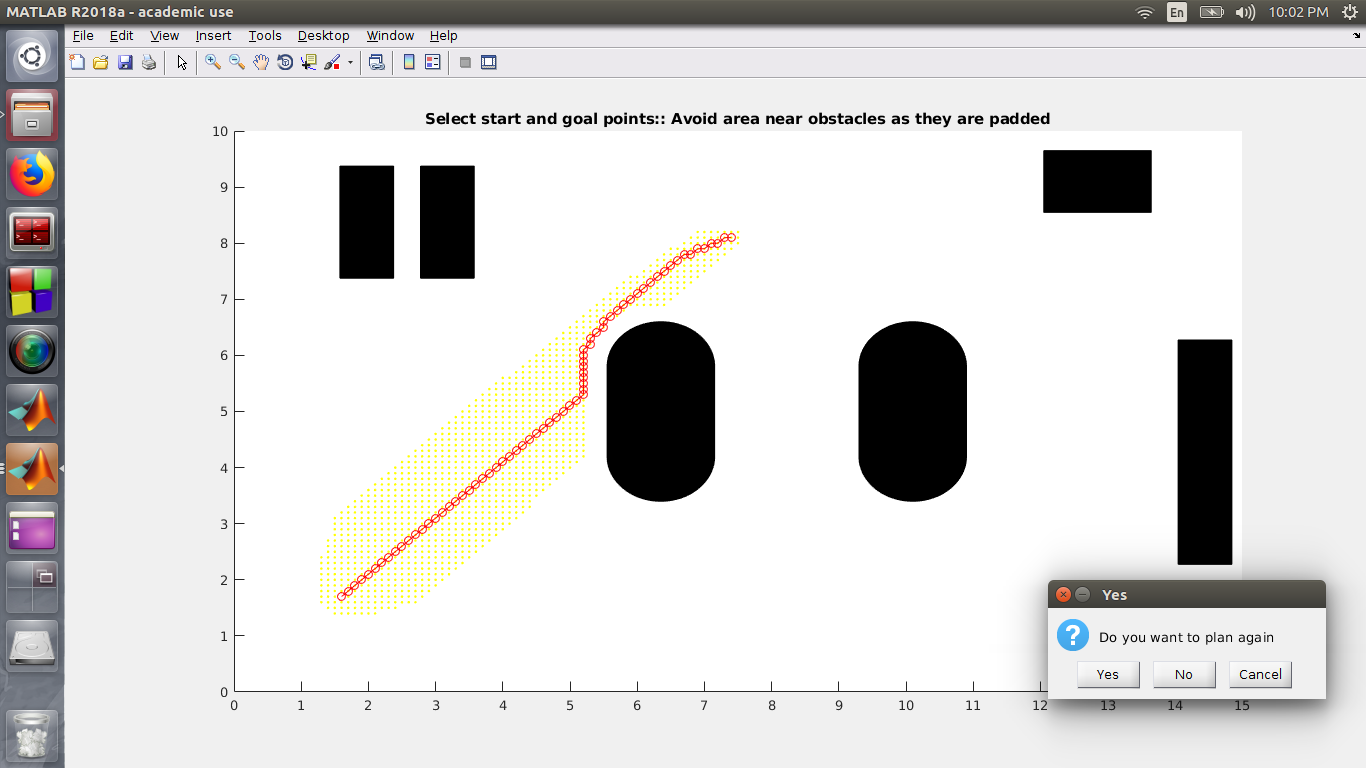 MATLAB R2018a - academic use
En
10:02 PM
File Edit View Insert Tools Desktop Window Help
Select start and goal points:: Avoid area near obstacles as they are padded
10
9
8
7
6
5
4
3
2
1
0
0 1 2 3 4 5 6 7 8 9 10 11 12 13 14 15
Yes
Do you want to plan again
Yes No Cancel